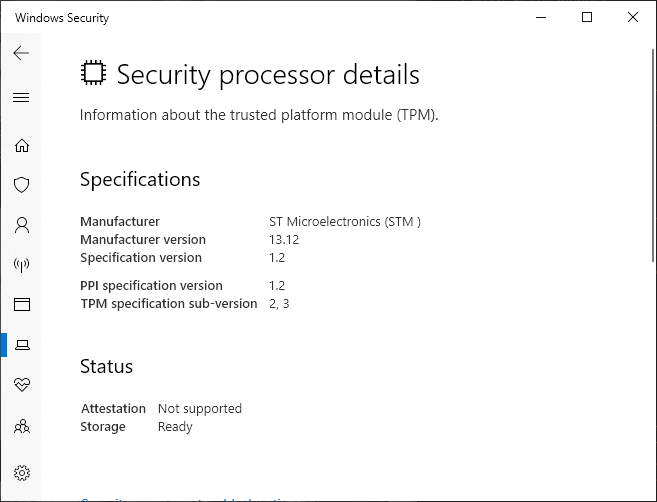 Windows Security
Security processor details
Information about the trusted platform module (TPM).
Specifications
Manufacturer ST Microelectronics (STM )
Manufacturer version 13.12
Specification version 1.2
PPI specification version 1.2
TPM specification sub-version 2, 3
Status
Attestation Not supported
Storage Ready